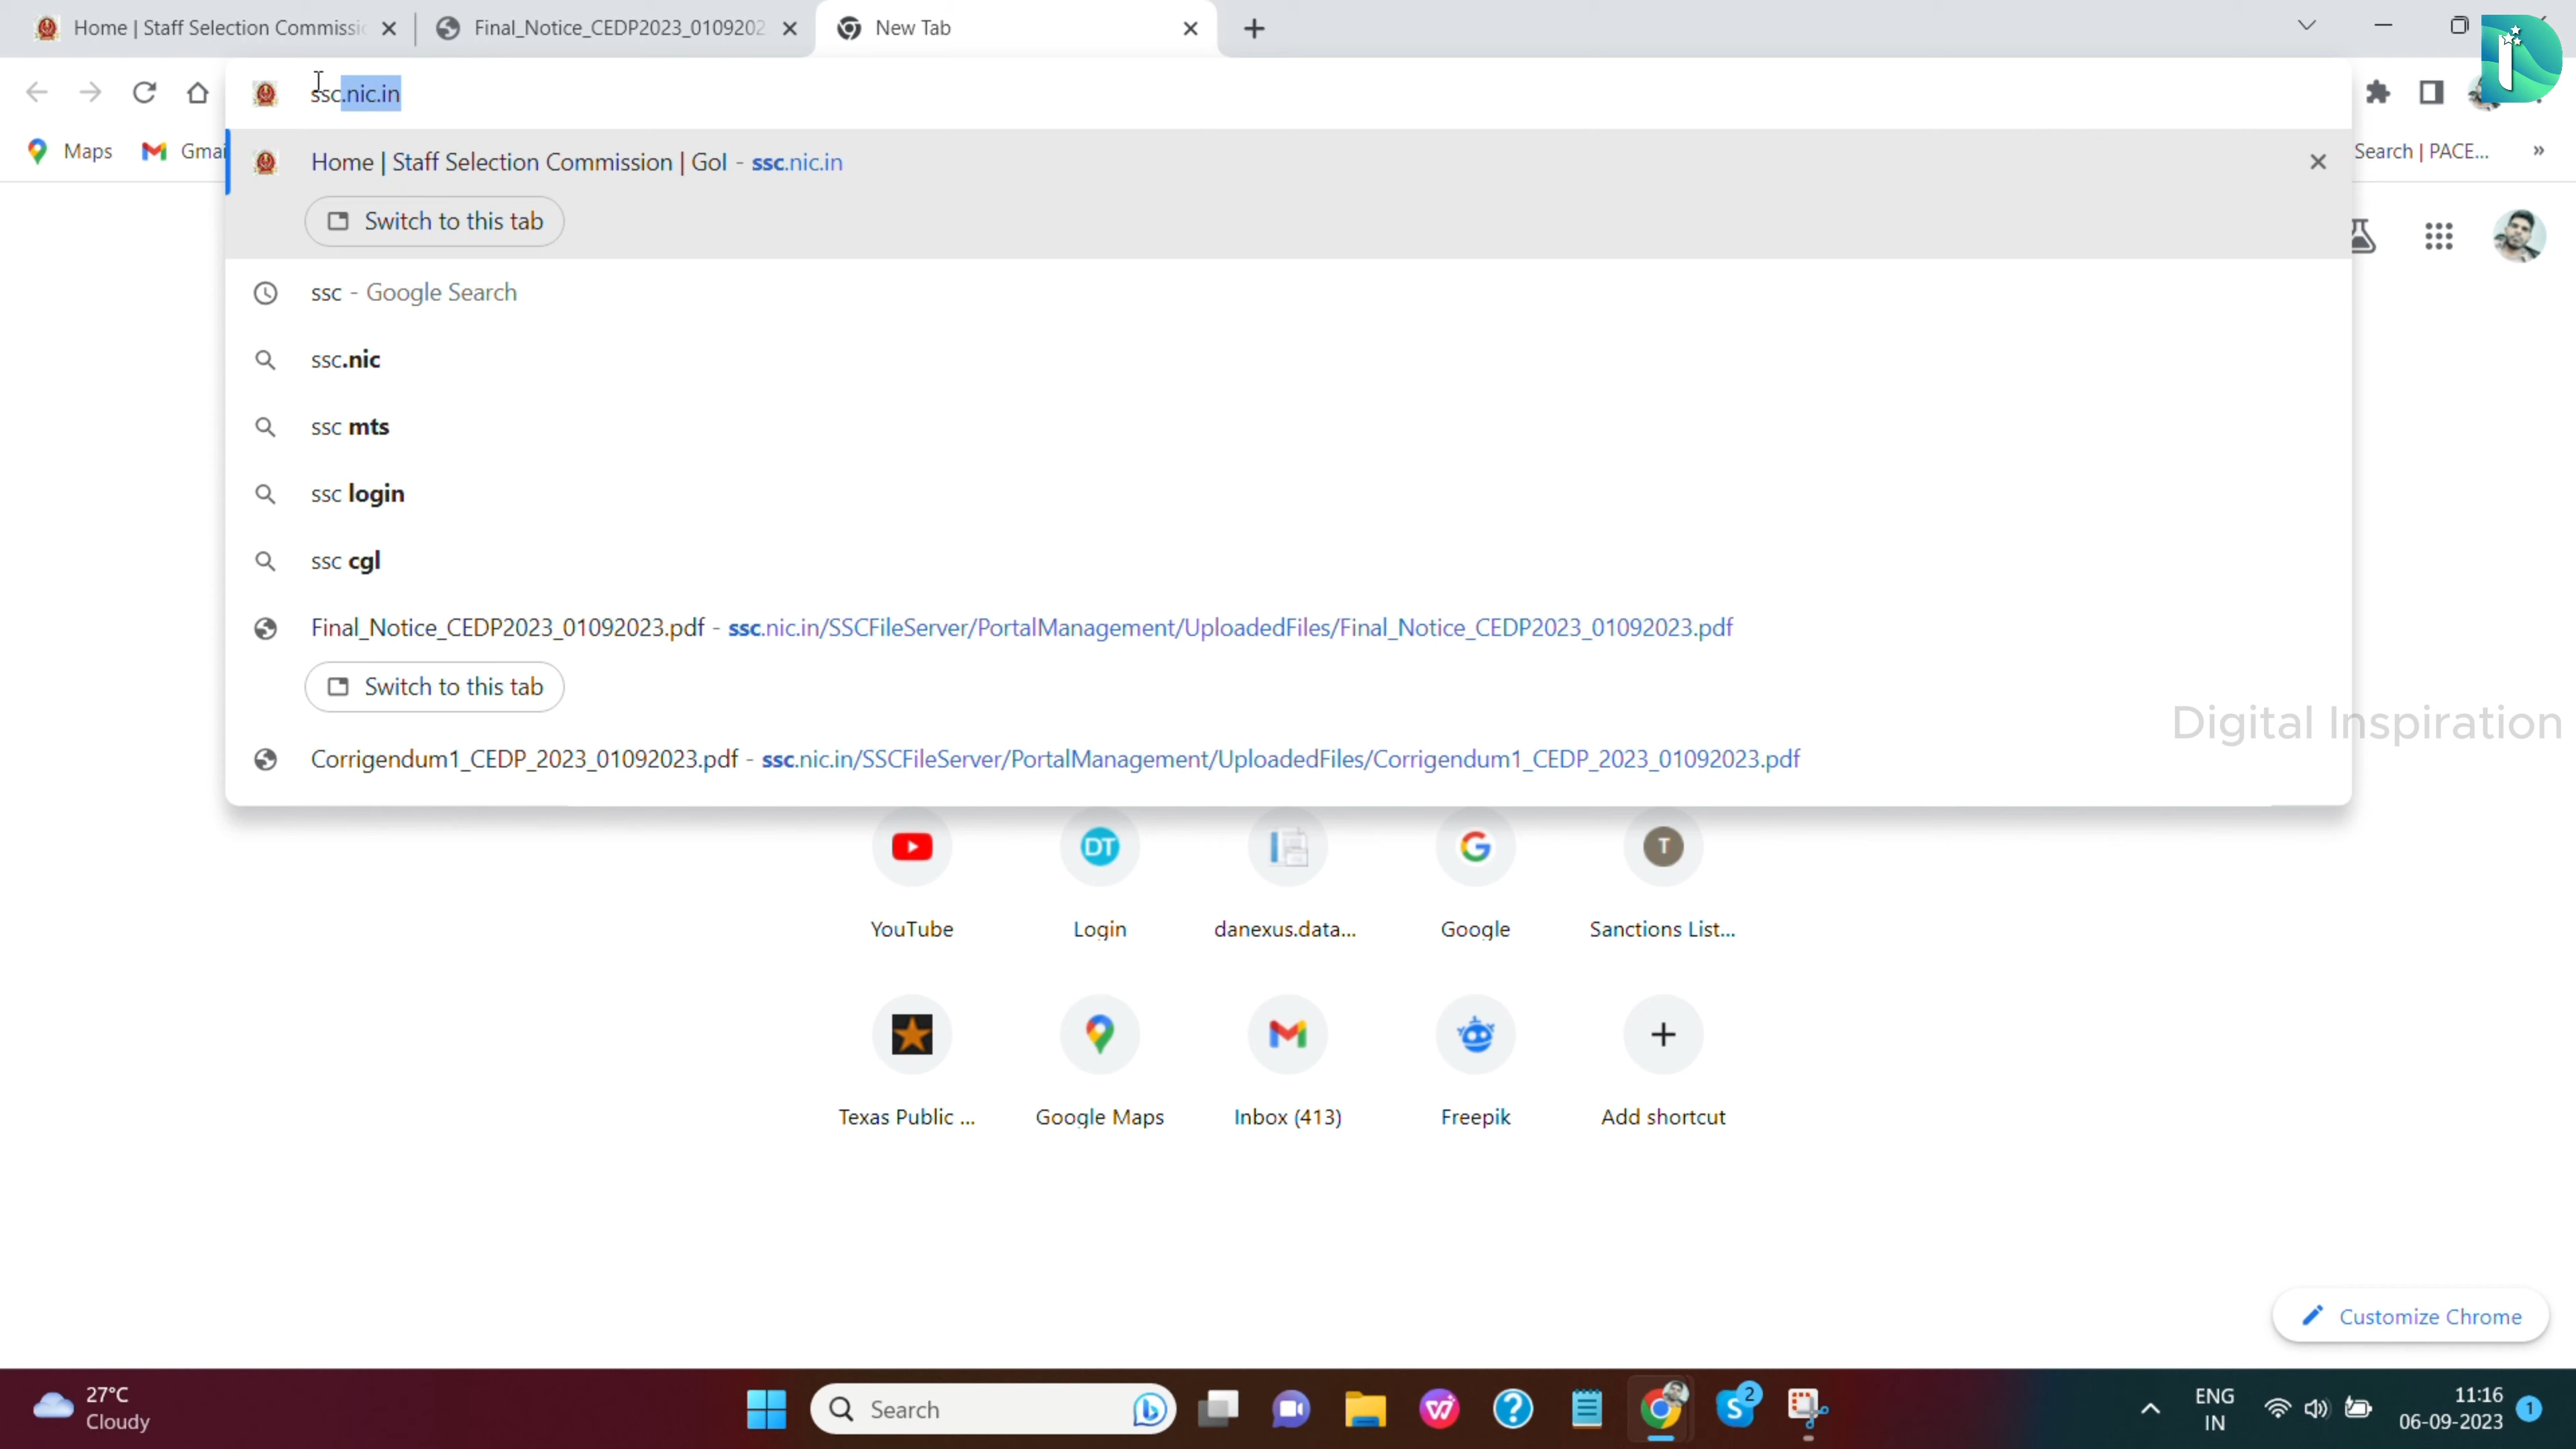 Home | Staff Selection Commissi
Final_Notice_CEDP2023_010920
New Tab
ssc.nic.in
Maps
Gmai
Search | PACE...
»
Home | Staff Selection Commission | GoI - ssc.nic.in
Switch to this tab
ssc - Google Search
ssc.nic
ssc mts
ssc login
ssc cgl
Final_Notice_CEDP2023_01092023.pdf - ssc.nic.in/SSCFileServer/PortalManagement/UploadedFiles/Final_Notice_CEDP2023_01092023.pdf
Switch to this tab
Digital Inspiration
Corrigendum1_CEDP_2023_01092023.pdf - ssc.nic.in/SSCFileServer/PortalManagement/UploadedFiles/Corrigendum1_CEDP_2023_01092023.pdf
DT
T
YouTube
Login
danexus.data...
Google
Sanctions List...
Texas Public ...
Google Maps
Inbox (413)
Freepik
Add shortcut
Customize Chrome
27°C
Cloudy
Search
2
ENG
IN
11:16
06-09-2023
1